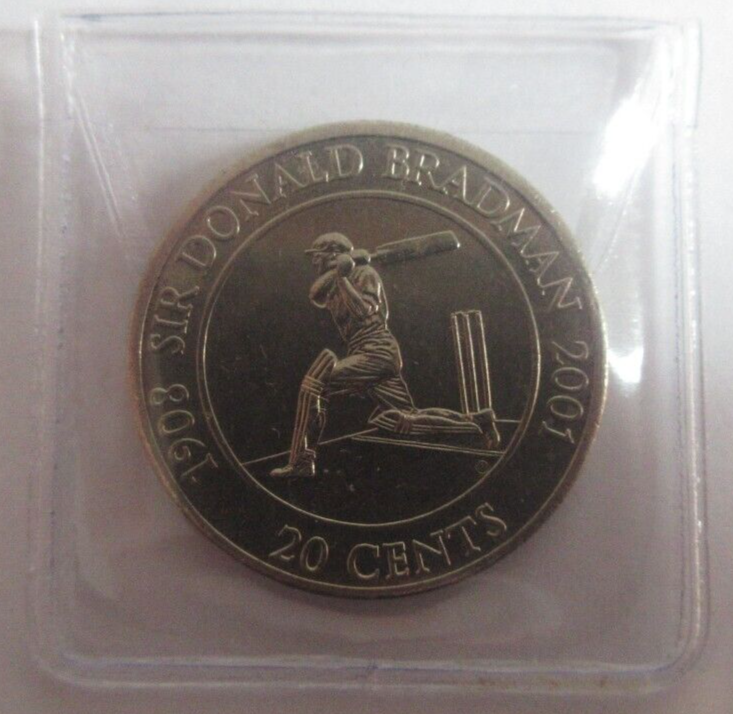 1908 SIR DONALD BRADMAN 2001
20 CENTS